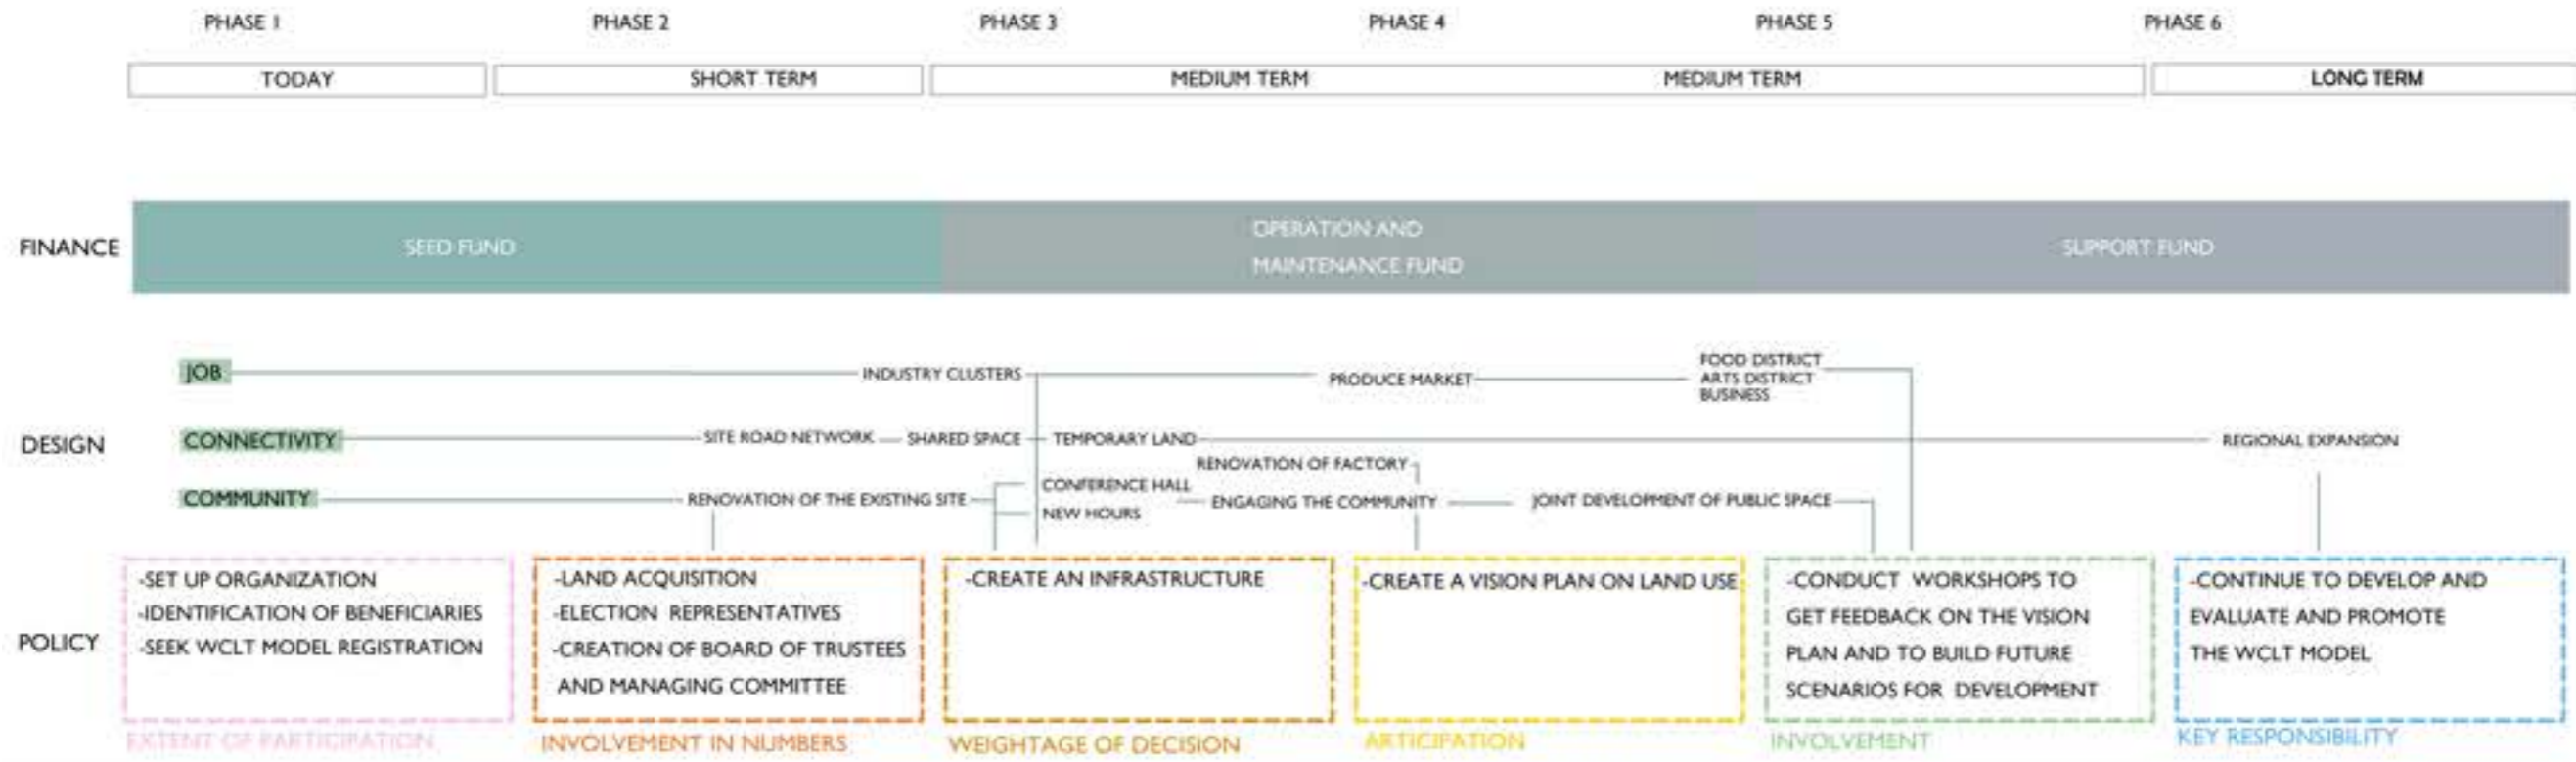 PHASE 1 PHASE 2 PHASE 3 PHASE 4 PHASE 5 PHASE 6
TODAY SHORT TERM MEDIUM TERM MEDIUM TERM LONG TERM
FINANCE
SEED FUND
OPERATION AND
MAINTENANCE FUND
SUPPORT FUND
DESIGN
JOB
INDUSTRY CLUSTERS
PRODUCE MARKET
FOOD DISTRICT
ARTS DISTRICT
BUSINESS
CONNECTIVITY
SITE ROAD NETWORK
SHARED SPACE
TEMPORARY LAND
REGIONAL EXPANSION
COMMUNITY
RENOVATION OF THE EXISTING SITE
CONFERENCE HALL
NEW HOURS
RENOVATION OF FACTORY
ENGAGING THE COMMUNITY
JOINT DEVELOPMENT OF PUBLIC SPACE
POLICY
-SET UP ORGANIZATION
-IDENTIFICATION OF BENEFICIARIES
-SEEK WCLT MODEL REGISTRATION
EXTENT OF PARTICIPATION
-LAND ACQUISITION
-ELECTION REPRESENTATIVES
-CREATION OF BOARD OF TRUSTEES
AND MANAGING COMMITTEE
INVOLVEMENT IN NUMBERS
-CREATE AN INFRASTRUCTURE
WEIGHTAGE OF DECISION
-CREATE A VISION PLAN ON LAND USE
ARTICIPATION
-CONDUCT WORKSHOPS TO
GET FEEDBACK ON THE VISION
PLAN AND TO BUILD FUTURE
SCENARIOS FOR DEVELOPMENT
INVOLVEMENT
-CONTINUE TO DEVELOP AND
EVALUATE AND PROMOTE
THE WCLT MODEL
KEY RESPONSIBILITY